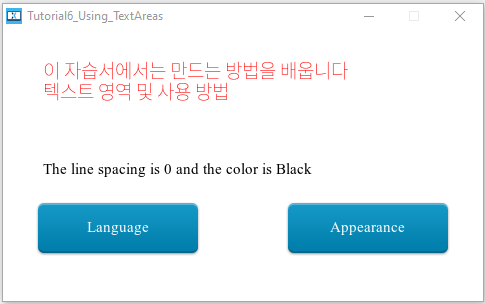 Tutorial6_Using_TextAreas
이 자습서에서는 만드는 방법을 배웁니다
텍스트 영역 및 사용 방법
The line spacing is 0 and the color is Black
Language
Appearance